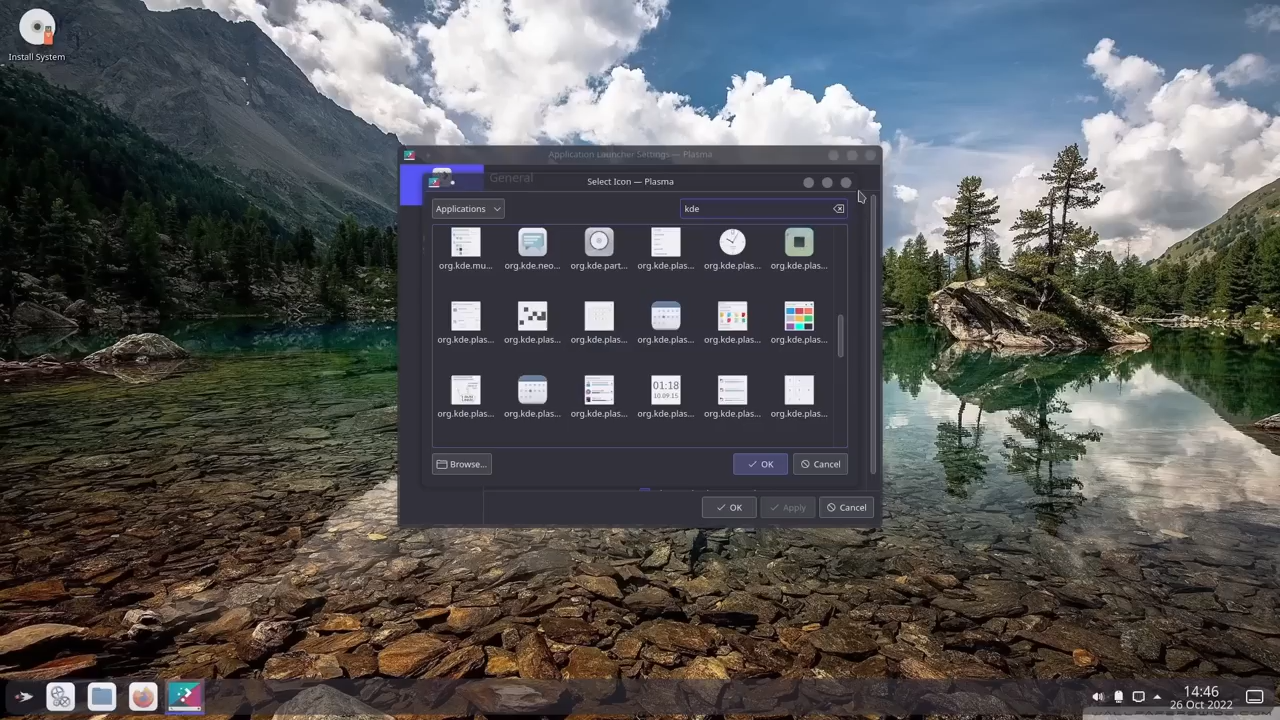 Install System
Application Launcher Settings — Plasma
General
Select Icon — Plasma
Applications
kde
org.kde.mu... org.kde.neo... org.kde.part... org.kde.plas... org.kde.plas... org.kde.plas...
org.kde.plas... org.kde.plas... org.kde.plas... org.kde.plas... org.kde.plas... org.kde.plas...
01:18
10.09.15
org.kde.plas... org.kde.plas... org.kde.plas... org.kde.plas... org.kde.plas... org.kde.plas...
Browse... OK Cancel
OK Apply Cancel
14:46
26 Oct 2022